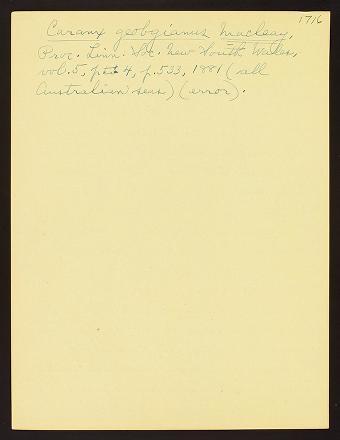 1716
Caranx geobgianus Macleay,
Proc. Linn. Soc. New South Wales,
vol. 5, pt 4, p. 533, 1881 (all
Australian seas) (error).